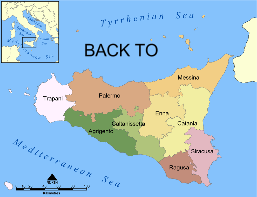 Tyrrhenian Sea
BACK TO
Messina
Palermo
Trapani
Enna
Caltanissetta
Catania
Agrigento
Siracusa
Ragusa
Mediterranean Sea